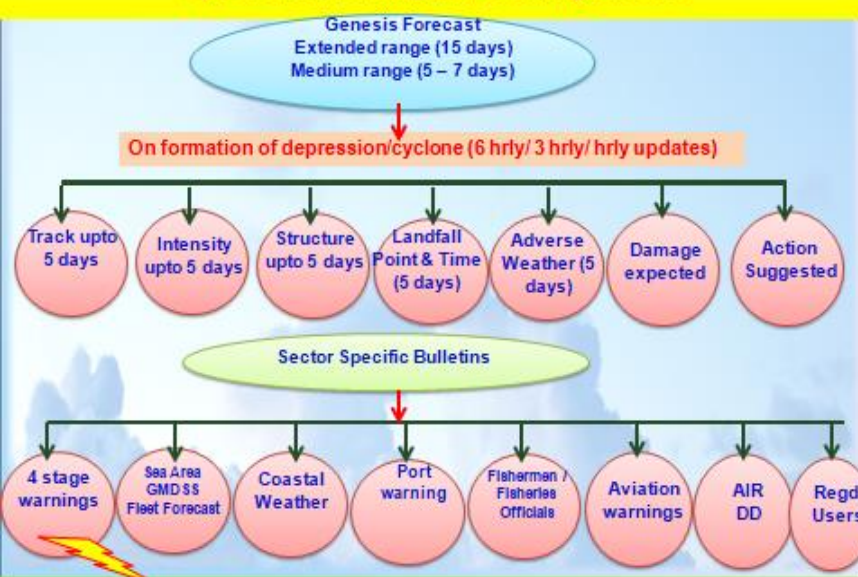 Genesis Forecast
Extended range (15 days)
Medium range (5 – 7 days)
On formation of depression/cyclone (6 hrly/ 3 hrly/ hrly updates)
Track upto
5 days
Intensity
upto 5 days
Structure
upto 5 days
Landfall
Point & Time
(5 days)
Adverse
Weather (5
days)
Damage
expected
Action
Suggested
Sector Specific Bulletins
4 stage
warnings
Sea Area
GMDSS
Fleet Forecast
Coastal
Weather
Port
warning
Fishermen /
Fisheries
Officials
Aviation
warnings
AIR
DD
Regd
Users